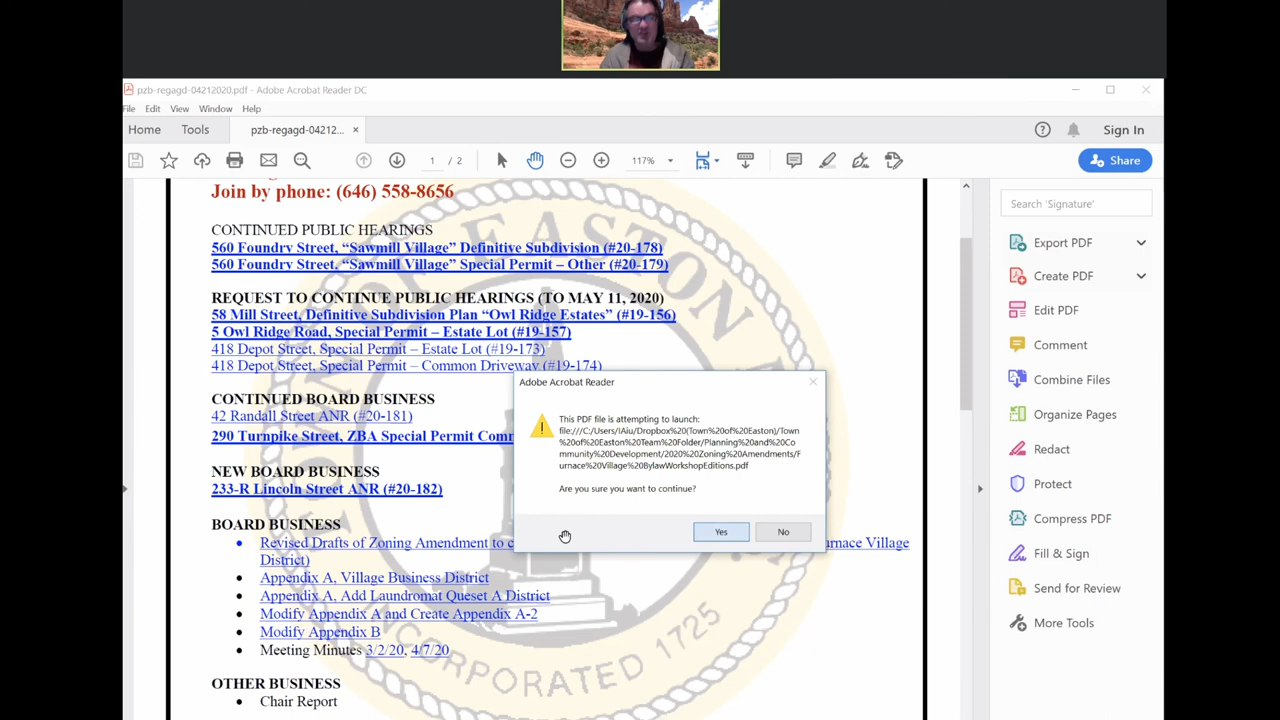 pzb-regagd-04212020.pdf - Adobe Acrobat Reader DC
File Edit View Window Help
Home Tools pzb-regagd-04212... × Sign In
1 / 2 117% Share
Join by phone: (646) 558-8656
CONTINUED PUBLIC HEARINGS
560 Foundry Street, “Sawmill Village” Definitive Subdivision (#20-178)
560 Foundry Street, “Sawmill Village” Special Permit – Other (#20-179)
REQUEST TO CONTINUE PUBLIC HEARINGS (TO MAY 11, 2020)
58 Mill Street, Definitive Subdivision Plan “Owl Ridge Estates” (#19-156)
5 Owl Ridge Road, Special Permit – Estate Lot (#19-157)
418 Depot Street, Special Permit – Estate Lot (#19-173)
418 Depot Street, Special Permit – Common Driveway (#19-174)
CONTINUED BOARD BUSINESS
42 Randall Street ANR (#20-181)
290 Turnpike Street, ZBA Special Permit Comm
NEW BOARD BUSINESS
233-R Lincoln Street ANR (#20-182)
BOARD BUSINESS
• Revised Drafts of Zoning Amendment to c urnace Village
District)
• Appendix A, Village Business District
• Appendix A, Add Laundromat Queset A District
• Modify Appendix A and Create Appendix A-2
• Modify Appendix B
• Meeting Minutes 3/2/20, 4/7/20
OTHER BUSINESS
• Chair Report
TOWN OF EASTON
INCORPORATED 1725
Adobe Acrobat Reader
This PDF file is attempting to launch:
file:///C:/Users/IAiu/Dropbox%20(Town%20of%20Easton)/Town
%20of%20Easton%20Team%20Folder/Planning%20and%20Co
mmunity%20Development/2020%20Zoning%20Amendments/F
urnace%20Village%20BylawWorkshopEditions.pdf
Are you sure you want to continue?
Yes No
Search 'Signature'
Export PDF
Create PDF
Edit PDF
Comment
Combine Files
Organize Pages
Redact
Protect
Compress PDF
Fill & Sign
Send for Review
More Tools